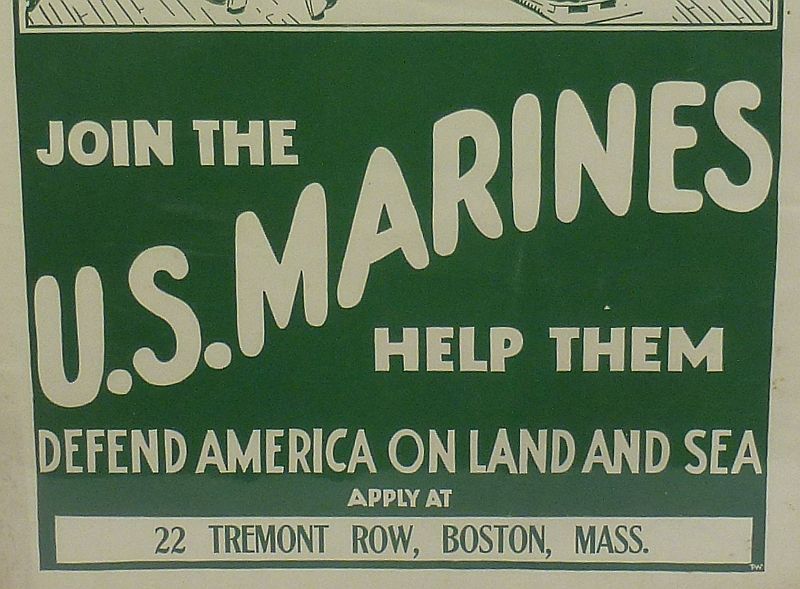 JOIN THE
U.S. MARINES
HELP THEM
DEFEND AMERICA ON LAND AND SEA
APPLY AT
22 TREMONT ROW, BOSTON, MASS.